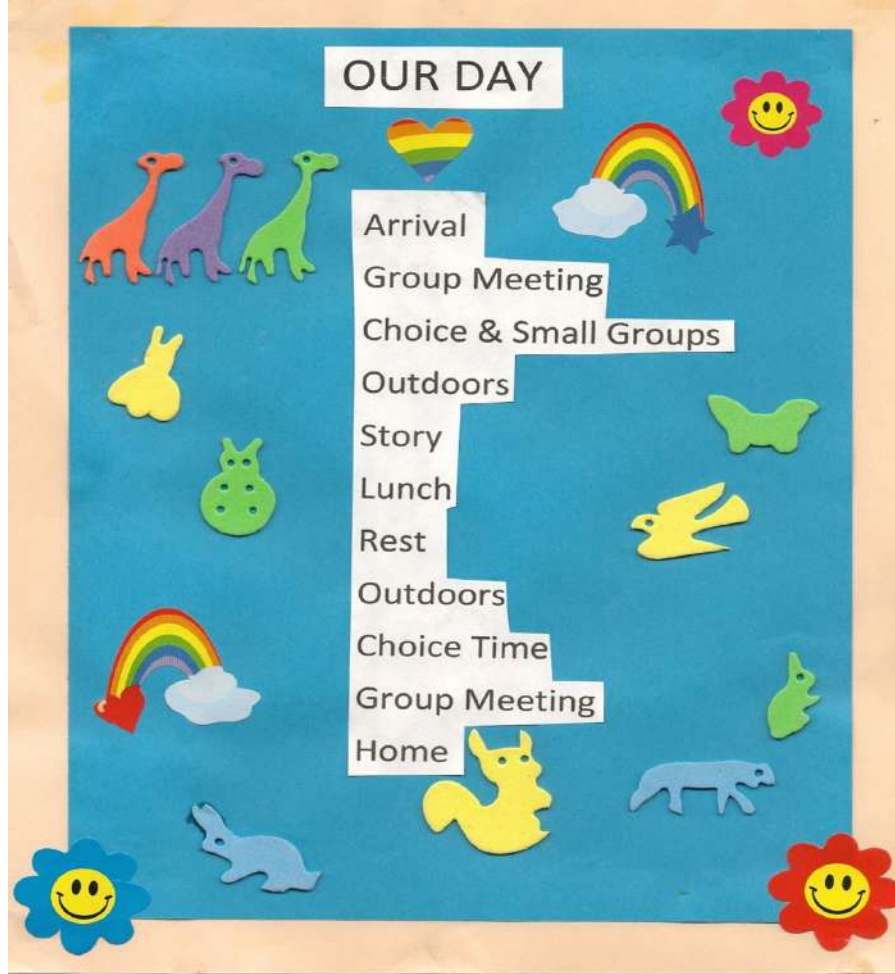 OUR DAY
Arrival
Group Meeting
Choice & Small Groups
Outdoors
Story
Lunch
Rest
Outdoors
Choice Time
Group Meeting
Home